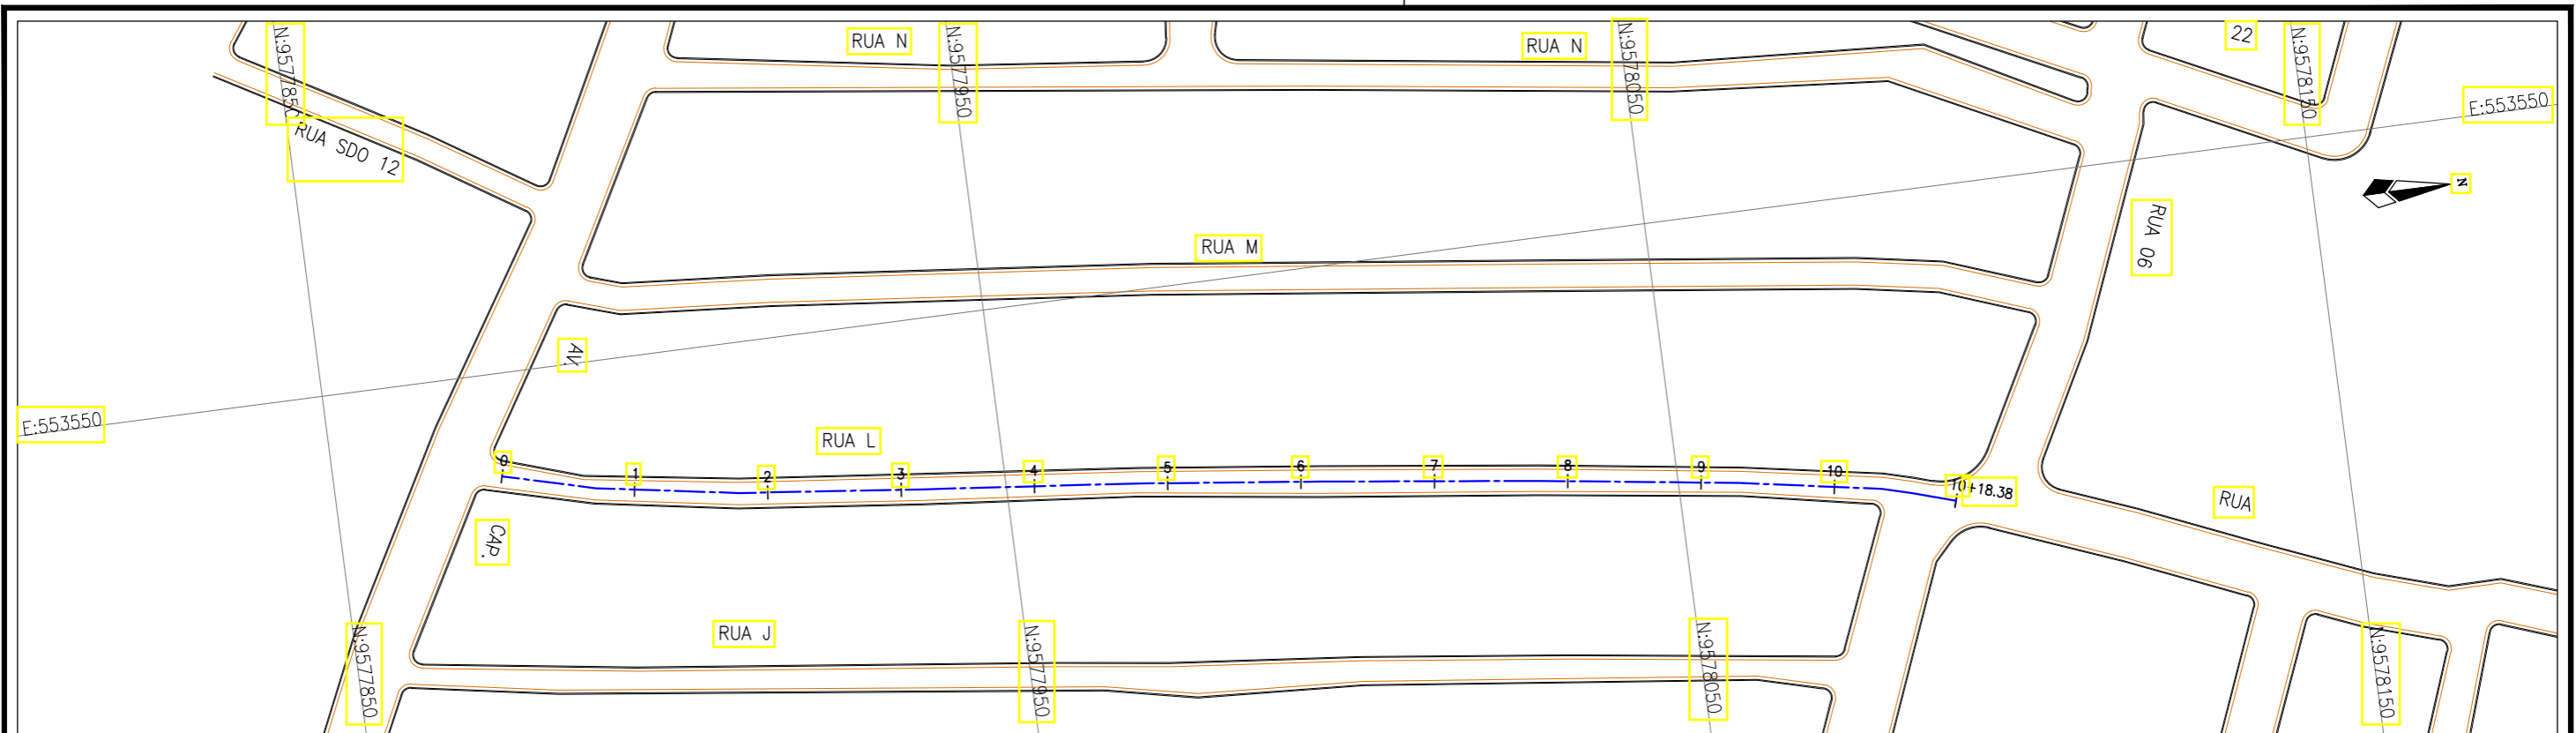 RUA N
RUA N
22
N:9577850
N:9577950
N:9578050
N:9578150
E:553550
RUA SDO 12
N
RUA 06
RUA M
AV.
E:553550
RUA L
0
1
2
3
4
5
6
7
8
9
10
10+18.38
RUA
CAP.
RUA J
N:9577850
N:9577950
N:9578050
N:9578150